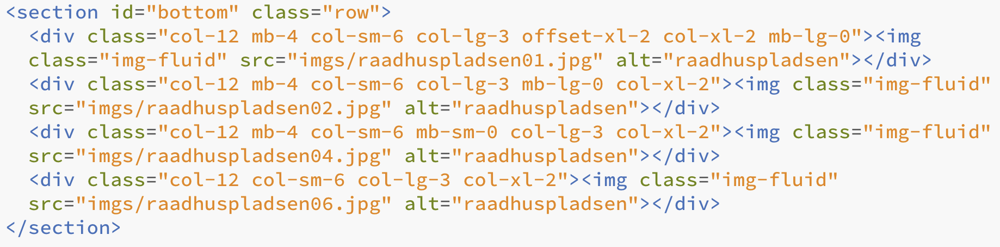 <section id="bottom" class="row">
  <div class="col-12 mb-4 col-sm-6 col-lg-3 offset-xl-2 col-xl-2 mb-lg-0"><img
  class="img-fluid" src="imgs/raadhuspladsen01.jpg" alt="raadhuspladsen"></div>
  <div class="col-12 mb-4 col-sm-6 col-lg-3 mb-lg-0 col-xl-2"><img class="img-fluid"
  src="imgs/raadhuspladsen02.jpg" alt="raadhuspladsen"></div>
  <div class="col-12 mb-4 col-sm-6 mb-sm-0 col-lg-3 col-xl-2"><img class="img-fluid"
  src="imgs/raadhuspladsen04.jpg" alt="raadhuspladsen"></div>
  <div class="col-12 col-sm-6 col-lg-3 col-xl-2"><img class="img-fluid"
  src="imgs/raadhuspladsen06.jpg" alt="raadhuspladsen"></div>
</section>